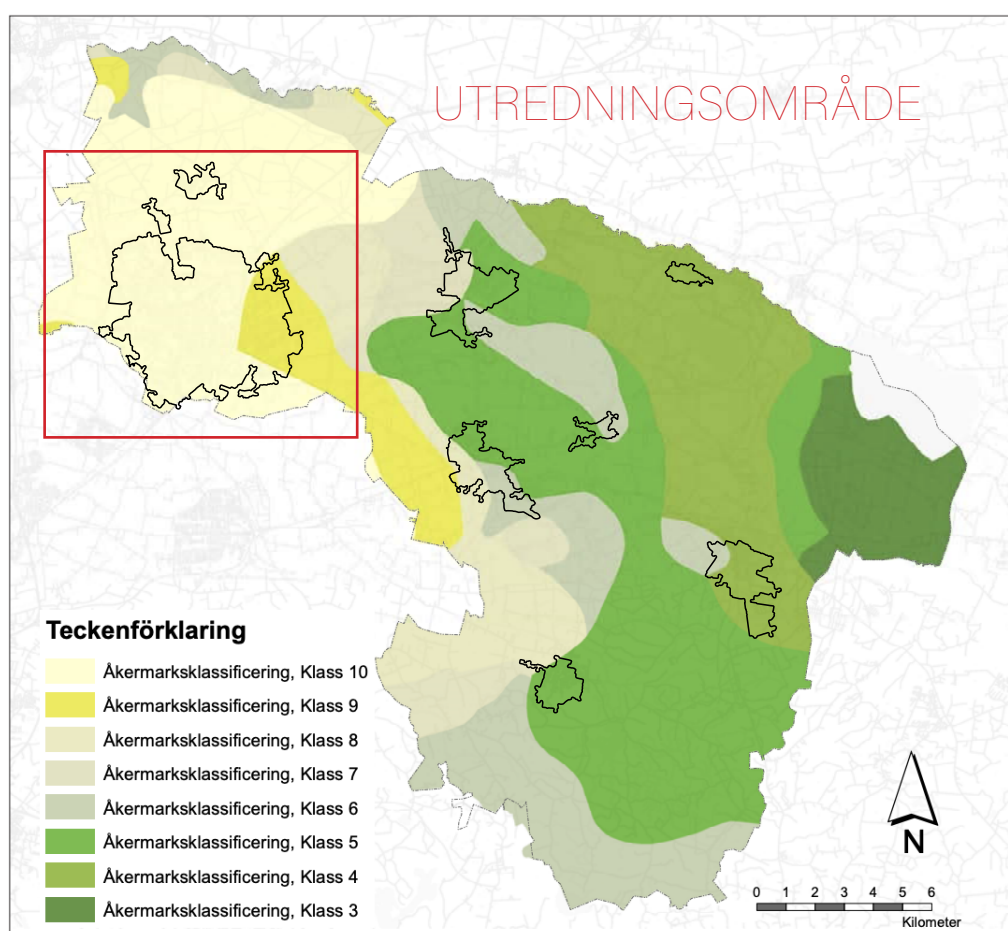 UTREDNINGSOMRÅDE
Teckenförklaring
Åkermarksklassificering, Klass 10
Åkermarksklassificering, Klass 9
Åkermarksklassificering, Klass 8
Åkermarksklassificering, Klass 7
Åkermarksklassificering, Klass 6
Åkermarksklassificering, Klass 5
Åkermarksklassificering, Klass 4
Åkermarksklassificering, Klass 3
N
0 1 2 3 4 5 6
Kilometer